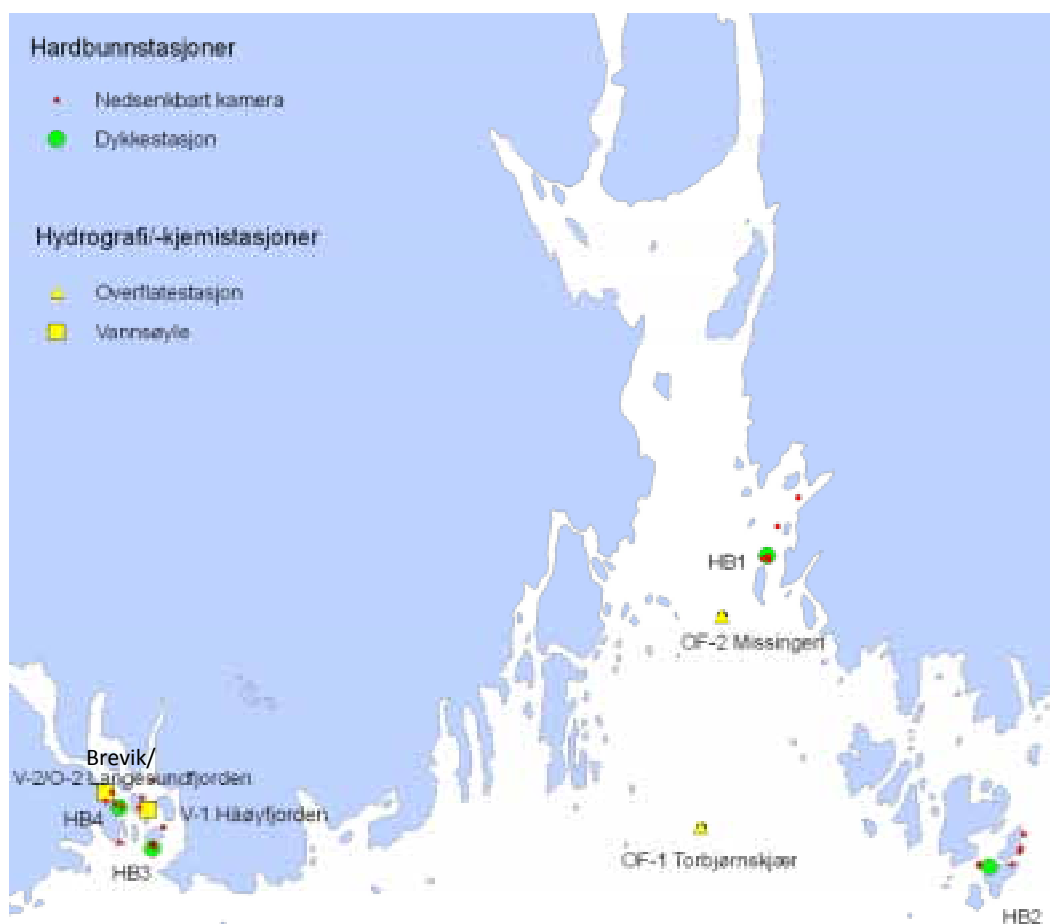 Hardbunnstasjoner
Nedsenkbart kamera
Dykkestasjon
Hydrografi/-kjemistasjoner
Overflatestasjon
Vannsøyle
HB1
OF-2 Missingen
Brevik/
V-2/O-2 Langesundfjorden
HB4
V-1 Håøyfjorden
HB3
OF-1 Torbjørnskjær
HB2